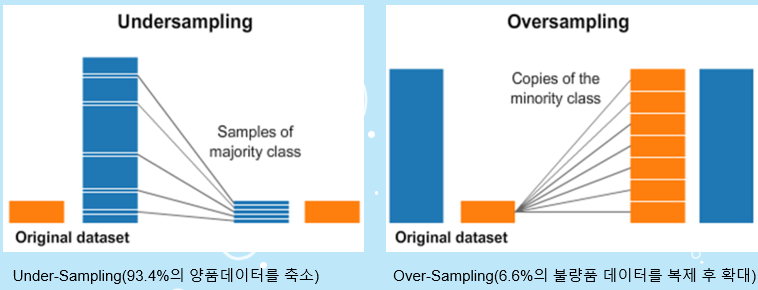 Undersampling
Samples of
majority class
Original dataset
Under-Sampling(93.4%의 양품데이터를 축소)
Oversampling
Copies of the
minority class
Original dataset
Over-Sampling(6.6%의 불량품 데이터를 복제 후 확대)